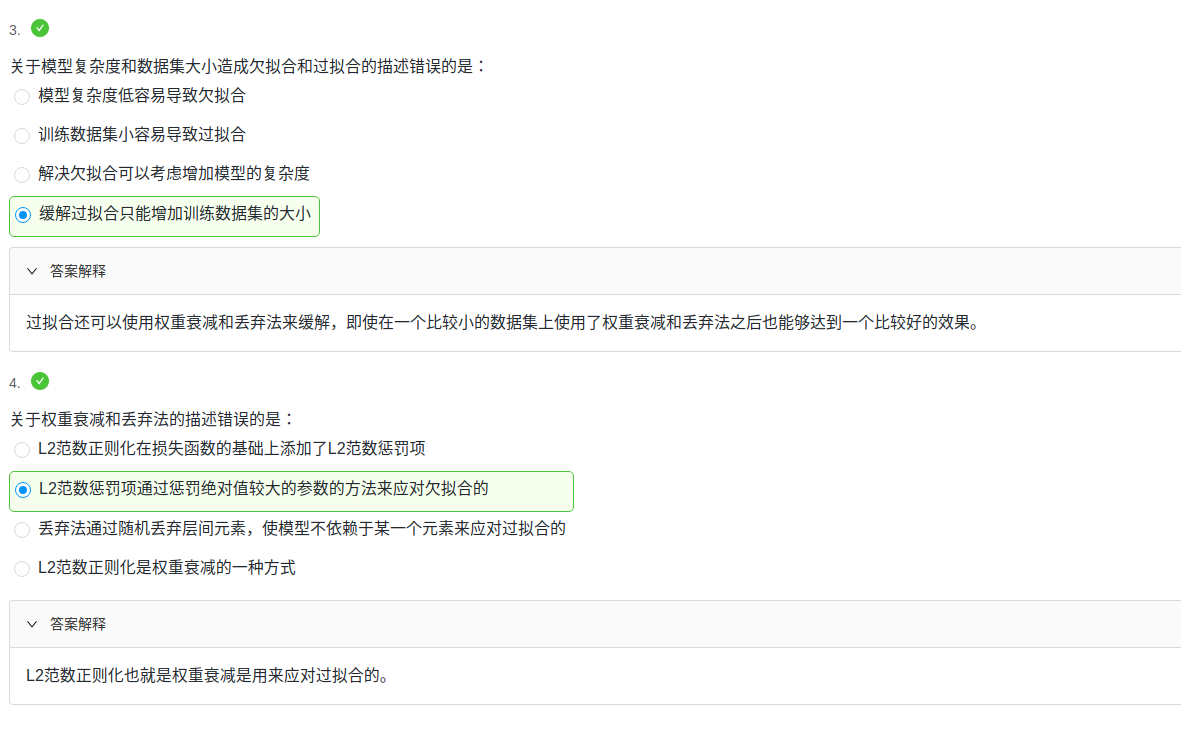 3.
关于模型复杂度和数据集大小造成欠拟合和过拟合的描述错误的是：
模型复杂度低容易导致欠拟合
训练数据集小容易导致过拟合
解决欠拟合可以考虑增加模型的复杂度
缓解过拟合只能增加训练数据集的大小
答案解释
过拟合还可以使用权重衰减和丢弃法来缓解，即使在一个比较小的数据集上使用了权重衰减和丢弃法之后也能够达到一个比较好的效果。
4.
关于权重衰减和丢弃法的描述错误的是：
L2范数正则化在损失函数的基础上添加了L2范数惩罚项
L2范数惩罚项通过惩罚绝对值较大的参数的方法来应对欠拟合的
丢弃法通过随机丢弃层间元素，使模型不依赖于某一个元素来应对过拟合的
L2范数正则化是权重衰减的一种方式
答案解释
L2范数正则化也就是权重衰减是用来应对过拟合的。